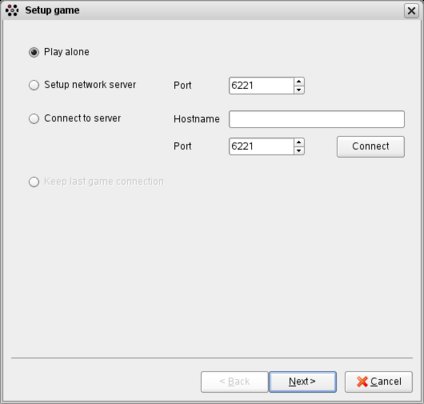 Setup game
Play alone
Setup network server Port 6221
Connect to server Hostname
Port 6221 Connect
Keep last game connection
< Back Next > Cancel